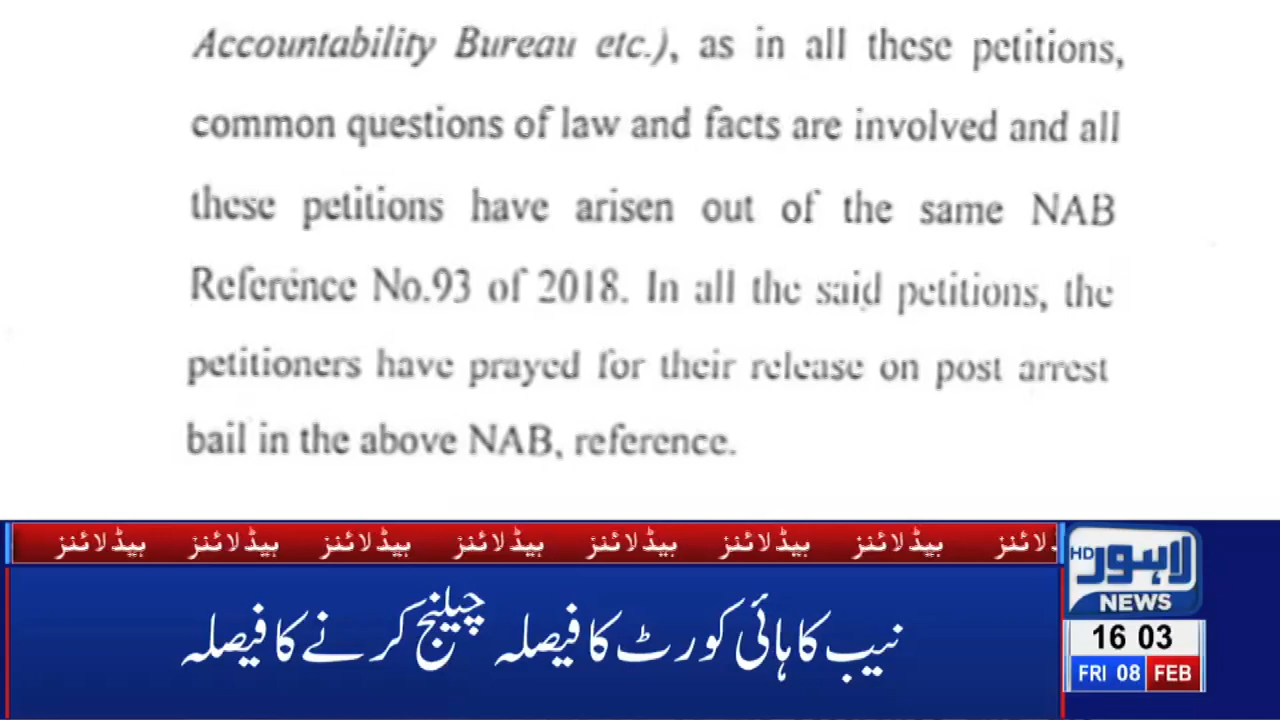 Accountability Bureau etc.), as in all these petitions,
common questions of law and facts are involved and all
these petitions have arisen out of the same NAB
Reference No.93 of 2018. In all the said petitions, the
petitioners have prayed for their release on post arrest
bail in the above NAB, reference.
ہیڈلائنز ہیڈلائنز ہیڈلائنز ہیڈلائنز ہیڈلائنز ہیڈلائنز ہیڈلائنز لائنز
HD لاہور
NEWS
نیب کا ہائی کورٹ کا فیصلہ چیلنج کرنے کا فیصلہ
16 03
FRI 08 FEB